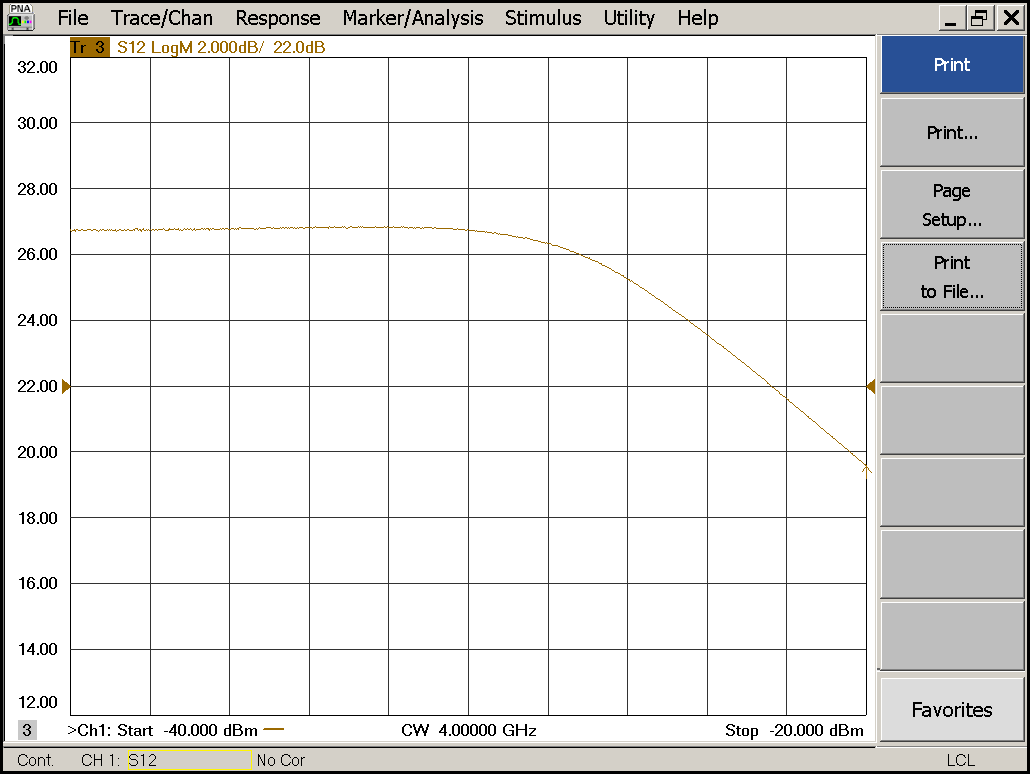 PNA
File Trace/Chan Response Marker/Analysis Stimulus Utility Help
Tr 3 S12 LogM 2.000dB/ 22.0dB
32.00
30.00
28.00
26.00
24.00
22.00
20.00
18.00
16.00
14.00
12.00
3 >Ch1: Start -40.000 dBm CW 4.00000 GHz Stop -20.000 dBm
Cont. CH 1: S12 No Cor LCL
Print
Print...
Page
Setup...
Print
to File...
Favorites